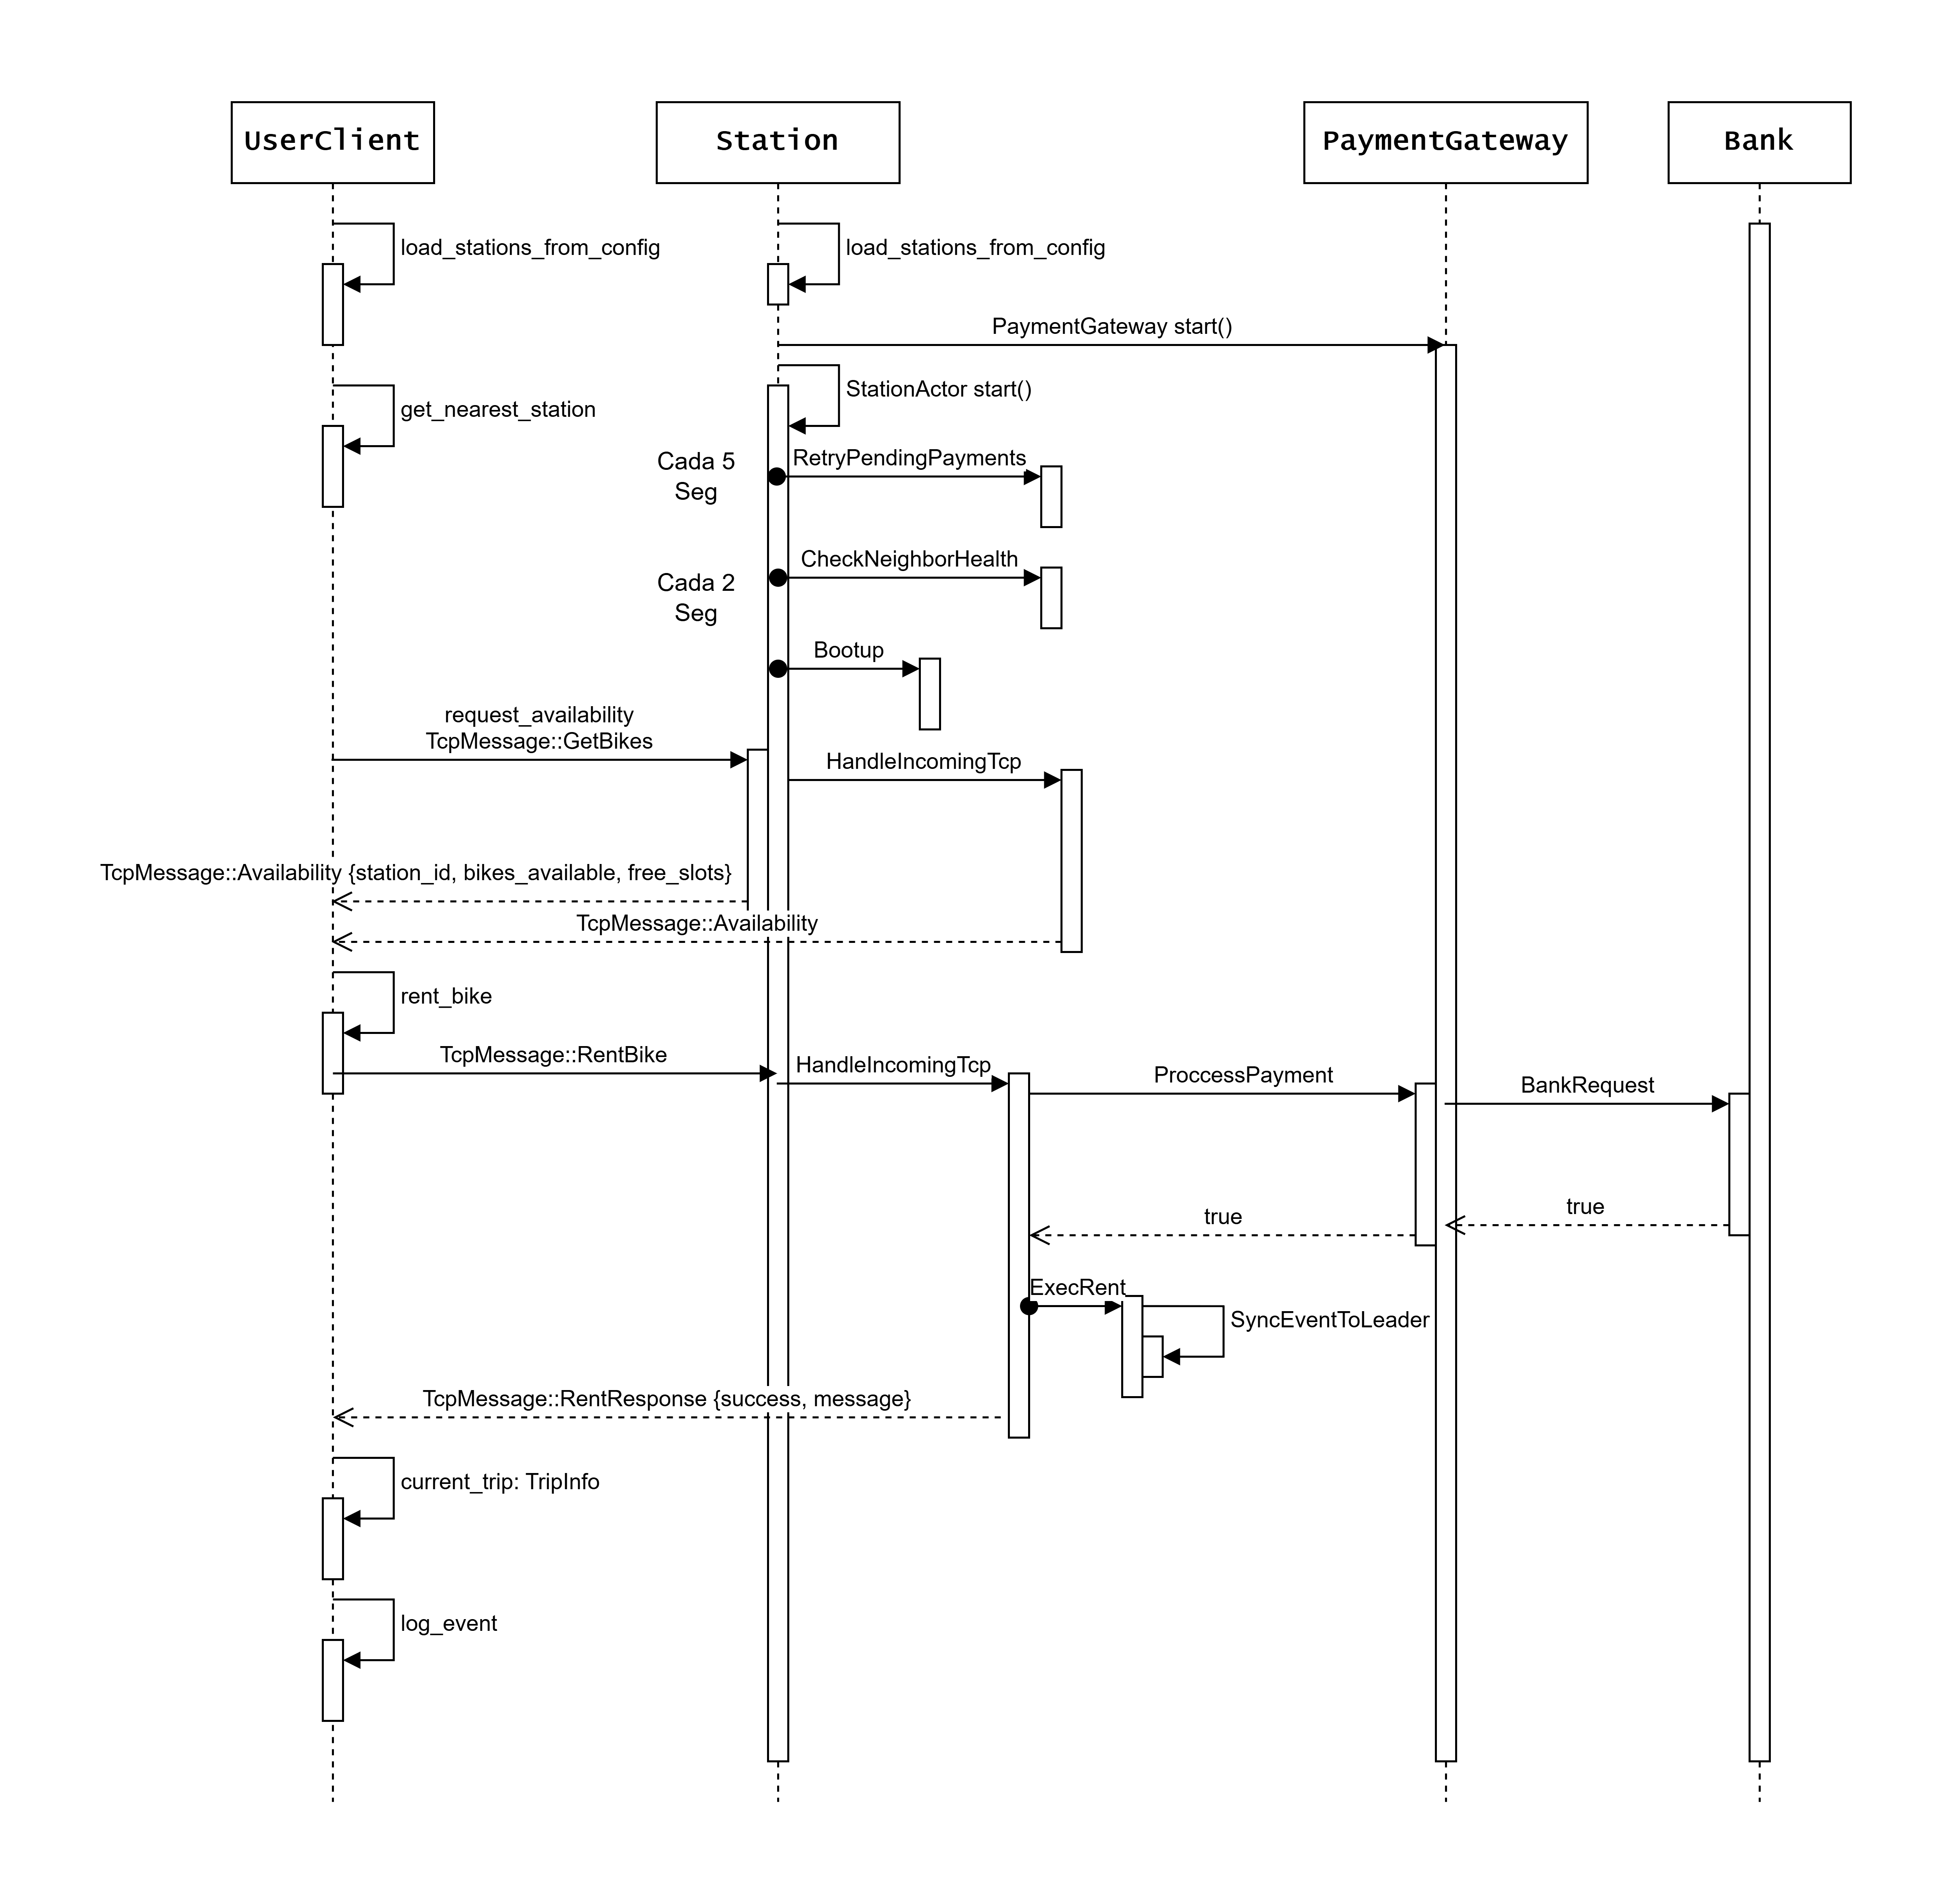 UserClient
Station
PaymentGateway
Bank
load_stations_from_config
load_stations_from_config
PaymentGateway start()
StationActor start()
get_nearest_station
Cada 5
Seg
RetryPendingPayments
CheckNeighborHealth
Cada 2
Seg
Bootup
request_availability
TcpMessage::GetBikes
HandleIncomingTcp
TcpMessage::Availability {station_id, bikes_available, free_slots}
TcpMessage::Availability
rent_bike
TcpMessage::RentBike
HandleIncomingTcp
ProccessPayment
BankRequest
true
true
ExecRent
SyncEventToLeader
TcpMessage::RentResponse {success, message}
current_trip: TripInfo
log_event